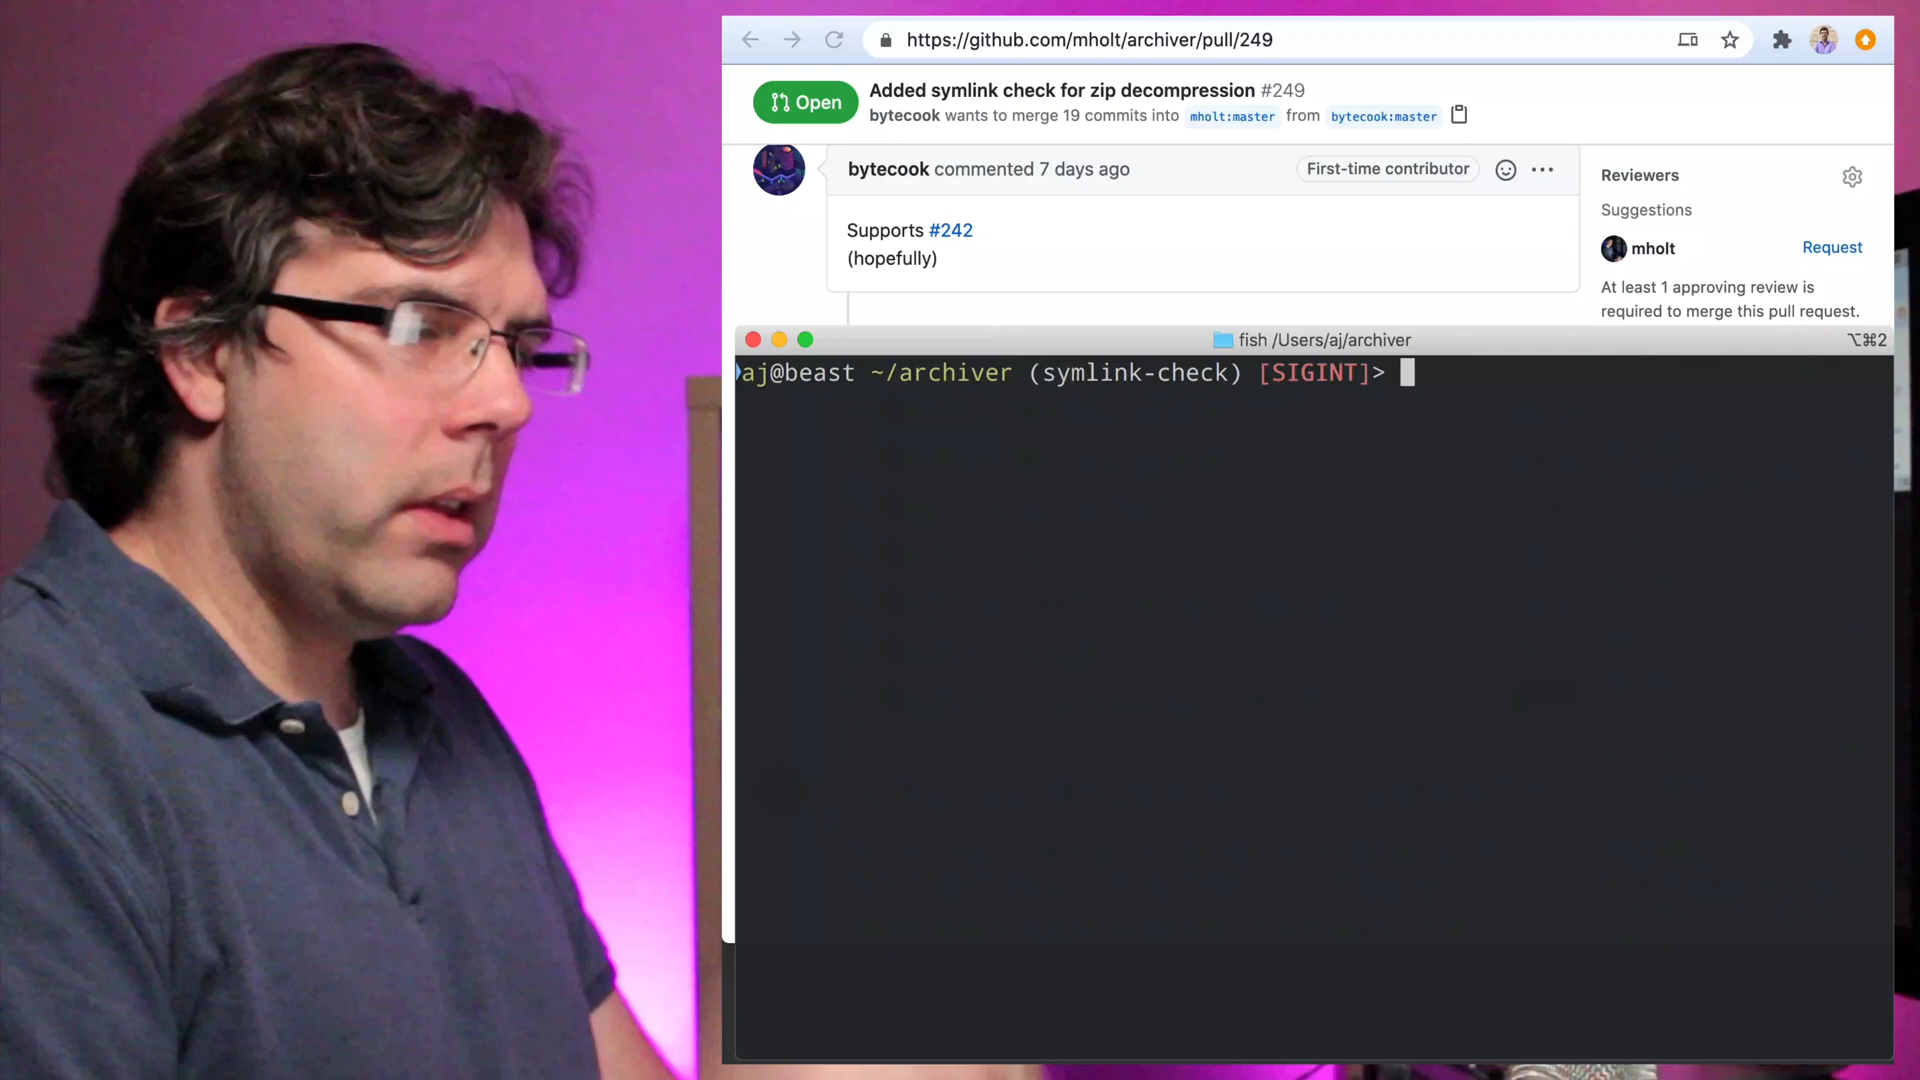 https://github.com/mholt/archiver/pull/249
Open
Added symlink check for zip decompression #249
bytecook wants to merge 19 commits into mholt:master from bytecook:master
bytecook commented 7 days ago
First-time contributor
Supports #242
(hopefully)
Reviewers
Suggestions
mholt
Request
At least 1 approving review is
required to merge this pull request.
fish /Users/aj/archiver
⌥⌘2
aj@beast ~/archiver (symlink-check) [SIGINT]>